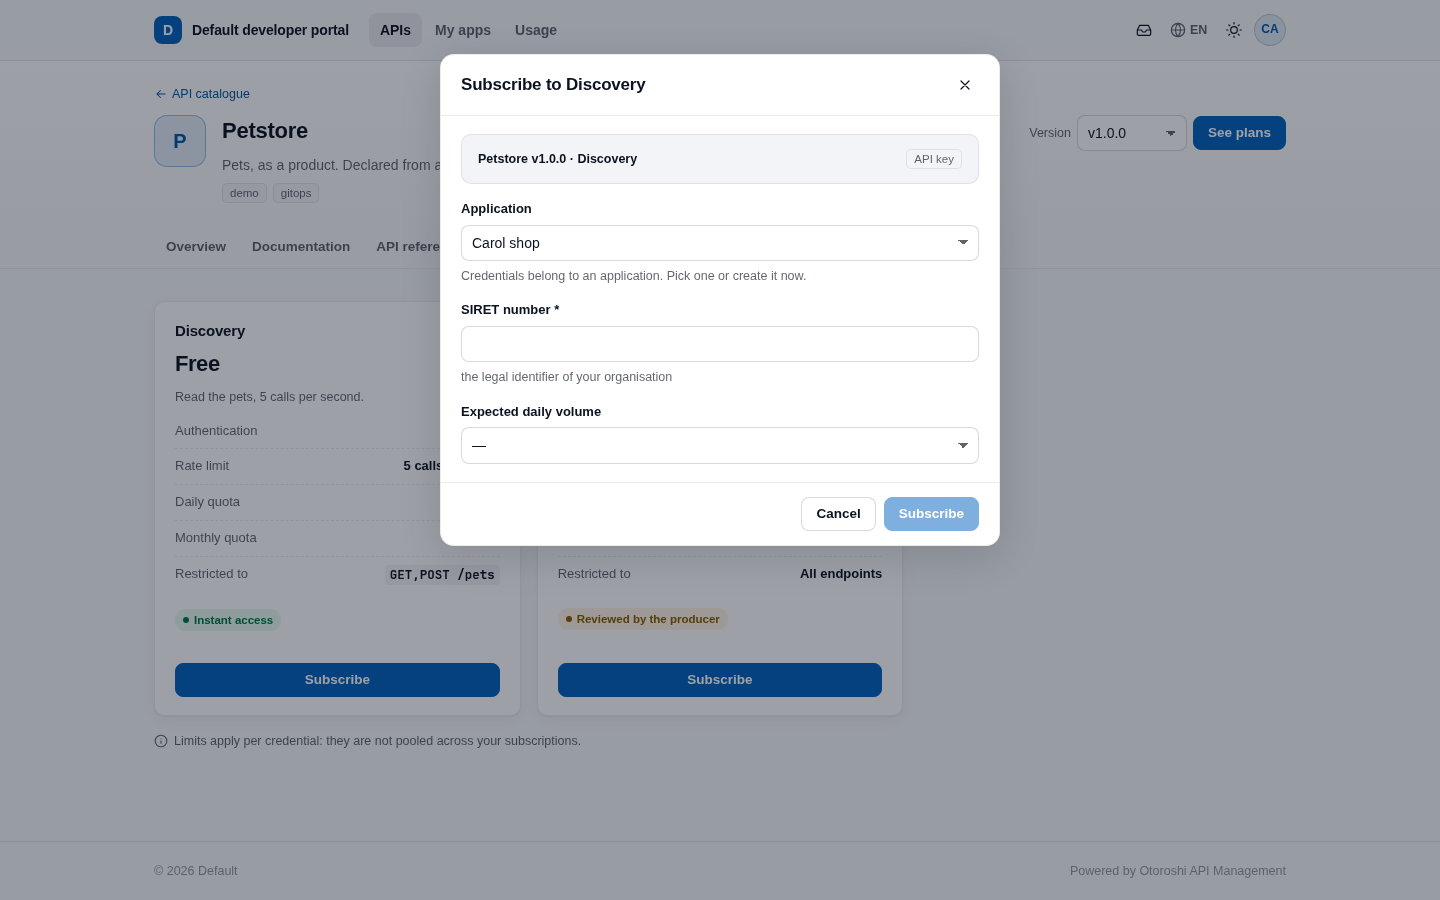 D Default developer portal APIs My apps Usage EN CA
Subscribe to Discovery
API catalogue
P
Petstore
Version v1.0.0 See plans
Pets, as a product. Declared from a
demo gitops
Petstore v1.0.0 · Discovery API key
Application
Carol shop
Credentials belong to an application. Pick one or create it now.
Overview Documentation API refere
SIRET number *
the legal identifier of your organisation
Expected daily volume
—
Cancel Subscribe
Discovery
Free
Read the pets, 5 calls per second.
Authentication
Rate limit 5 calls
Daily quota
Monthly quota
Restricted to GET,POST /pets
Instant access
Subscribe
Restricted to All endpoints
Reviewed by the producer
Subscribe
Limits apply per credential: they are not pooled across your subscriptions.
© 2026 Default Powered by Otoroshi API Management